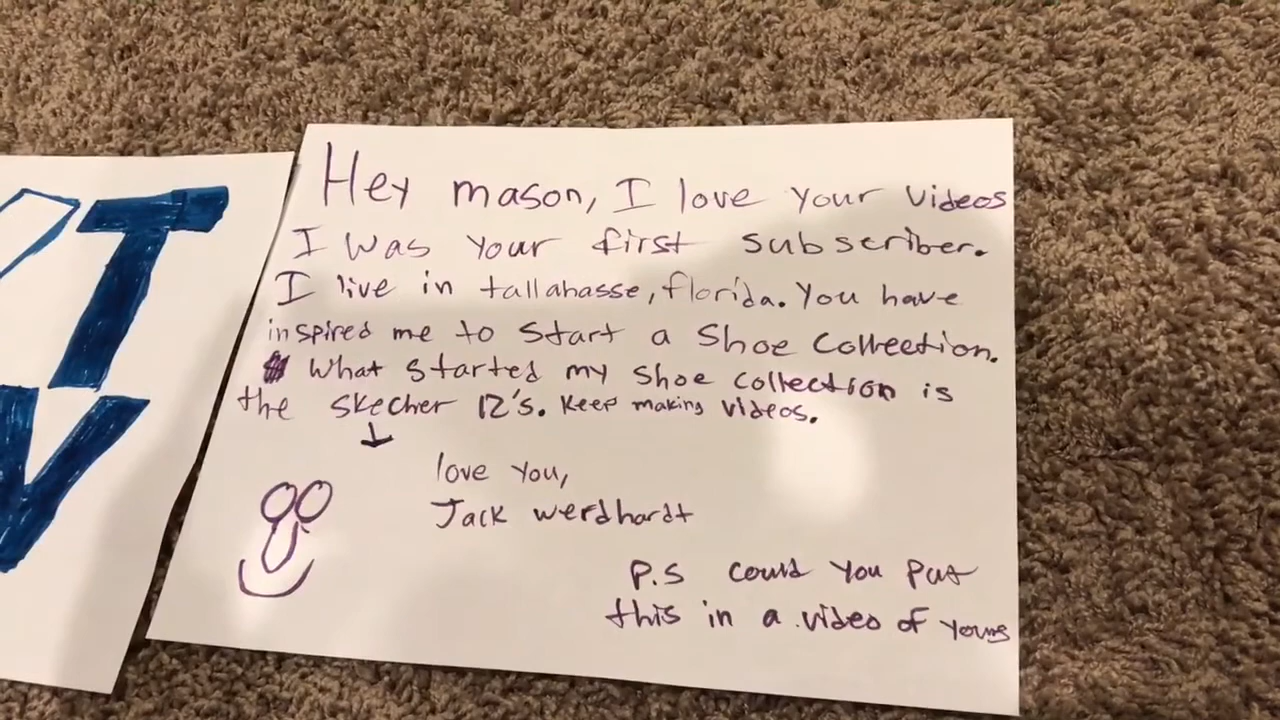 Hey mason, I love your videos
I was your first subscriber.
I live in tallahasse, florida. You have
inspired me to start a shoe collection.
What started my shoe collection is
the skecher 12's. Keep making videos.
love you,
Jack werdhardt
P.S could you put
this in a video of yours
T
V